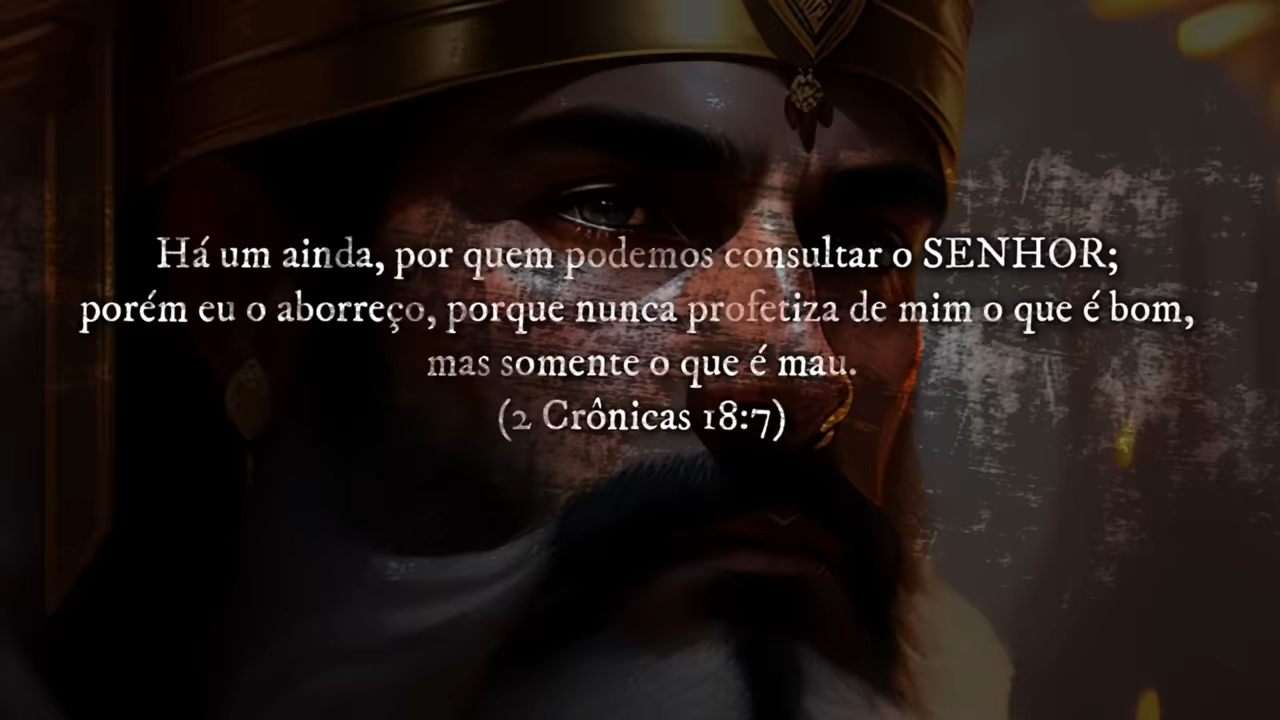 Há um ainda, por quem podemos consultar o SENHOR;
porém eu o aborreço, porque nunca profetiza de mim o que é bom,
mas somente o que é mau.
(2 Crônicas 18:7)